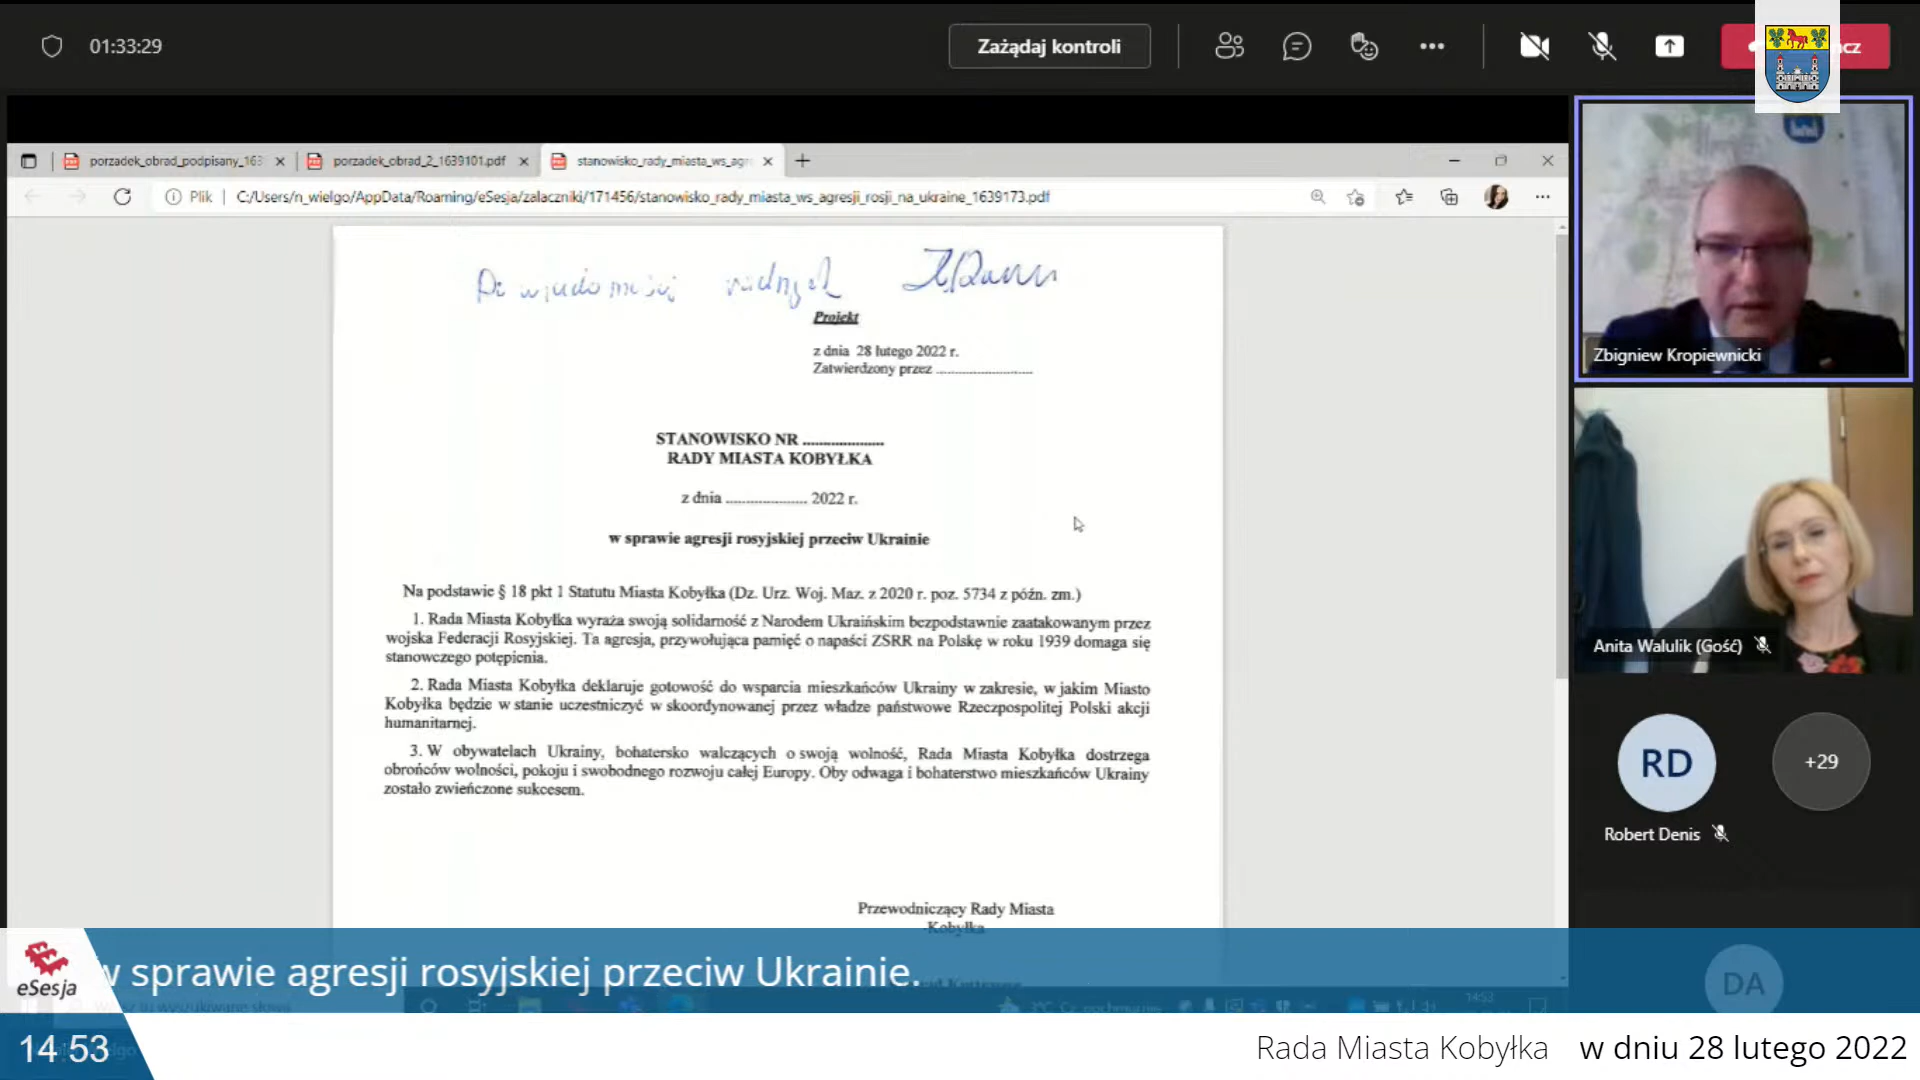 01:33:29
Zażądaj kontroli
porzadek_obrad_podpisany_163
porzadek_obrad_2_1639101.pdf
stanowisko_rady_miasta_ws_agre
Plik
C:/Users/n_wielgo/AppData/Roaming/eSesja/zalaczniki/171456/stanowisko_rady_miasta_ws_agresji_rosji_na_ukraine_1639173.pdf
Projekt
z dnia 28 lutego 2022 r.
Zatwierdzony przez ............................
STANOWISKO NR ....................
RADY MIASTA KOBYŁKA
z dnia .................... 2022 r.
w sprawie agresji rosyjskiej przeciw Ukrainie
Na podstawie § 18 pkt 1 Statutu Miasta Kobyłka (Dz. Urz. Woj. Maz. z 2020 r. poz. 5734 z późn. zm.)
1. Rada Miasta Kobyłka wyraża swoją solidarność z Narodem Ukraińskim bezpodstawnie zaatakowanym przez
wojska Federacji Rosyjskiej. Ta agresja, przywołująca pamięć o napaści ZSRR na Polskę w roku 1939 domaga się
stanowczego potępienia.
2. Rada Miasta Kobyłka deklaruje gotowość do wsparcia mieszkańców Ukrainy w zakresie, w jakim Miasto
Kobyłka będzie w stanie uczestniczyć w skoordynowanej przez władze państwowe Rzeczpospolitej Polski akcji
humanitarnej.
3. W obywatelach Ukrainy, bohatersko walczących o swoją wolność, Rada Miasta Kobyłka dostrzega
obrońców wolności, pokoju i swobodnego rozwoju całej Europy. Oby odwaga i bohaterstwo mieszkańców Ukrainy
zostało zwieńczone sukcesem.
Przewodniczący Rady Miasta
Kobyłka
Zbigniew Kropiewnicki
Anita Walulik (Gość)
RD
+29
Robert Denis
DA
eSesja
w sprawie agresji rosyjskiej przeciw Ukrainie.
14:53
14:53
Rada Miasta Kobyłka w dniu 28 lutego 2022